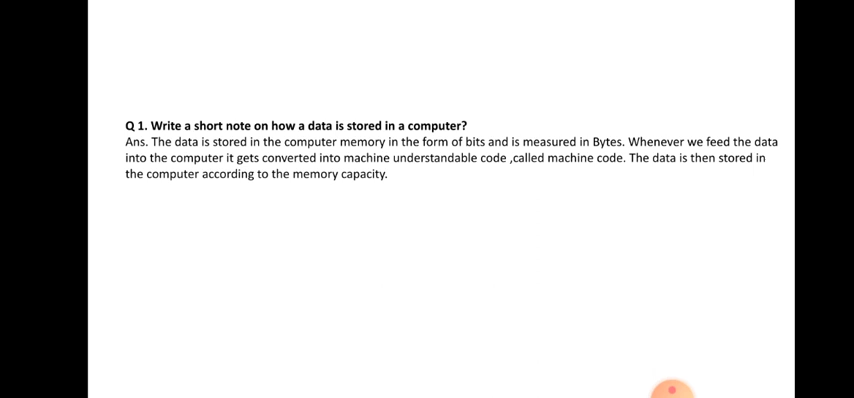 Q 1. Write a short note on how a data is stored in a computer?
Ans. The data is stored in the computer memory in the form of bits and is measured in Bytes. Whenever we feed the data
into the computer it gets converted into machine understandable code ,called machine code. The data is then stored in
the computer according to the memory capacity.